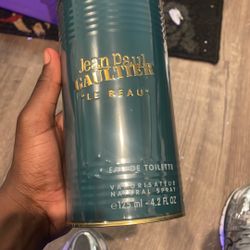 Jean Paul
GAULTIER
"LE BEAU"
EAU DE TOILETTE
VAPORISATEUR
NATURAL SPRAY
℮125 ml - 4.2 FL.OZ